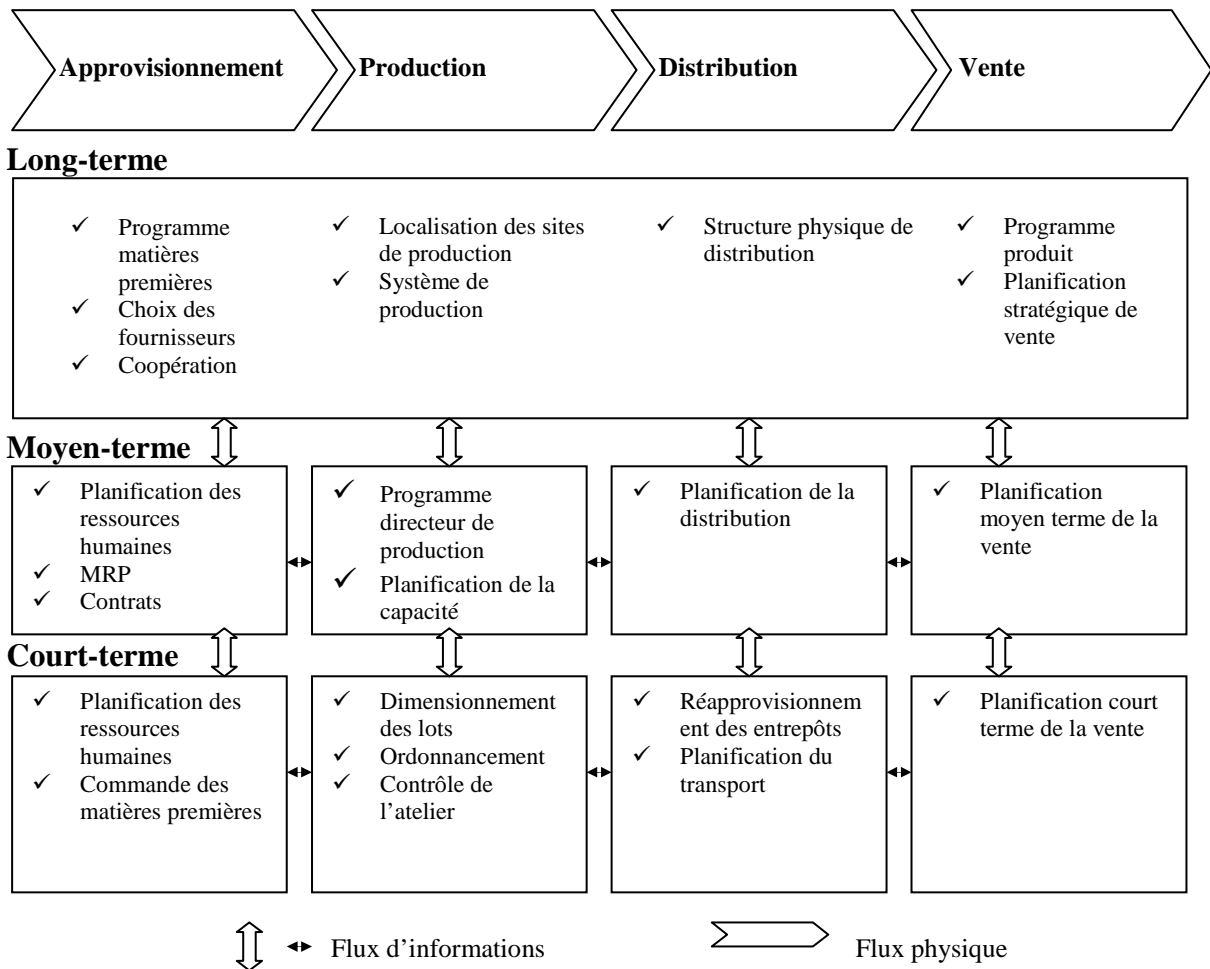 Approvisionnement
Production
Distribution
Vente
Long-terme
✓ Programme
matières
premières
✓ Choix des
fournisseurs
✓ Coopération
✓ Localisation des sites
de production
✓ Système de
production
✓ Structure physique de
distribution
✓ Programme
produit
✓ Planification
stratégique de
vente
Moyen-terme
✓ Planification des
ressources
humaines
✓ MRP
✓ Contrats
✓ Programme
directeur de
production
✓ Planification de la
capacité
✓ Planification de la
distribution
✓ Planification
moyen terme de la
vente
Court-terme
✓ Planification des
ressources
humaines
✓ Commande des
matières premières
✓ Dimensionnement
des lots
✓ Ordonnancement
✓ Contrôle de
l’atelier
✓ Réapprovisionnem
ent des entrepôts
✓ Planification du
transport
✓ Planification court
terme de la vente
Flux d’informations
Flux physique